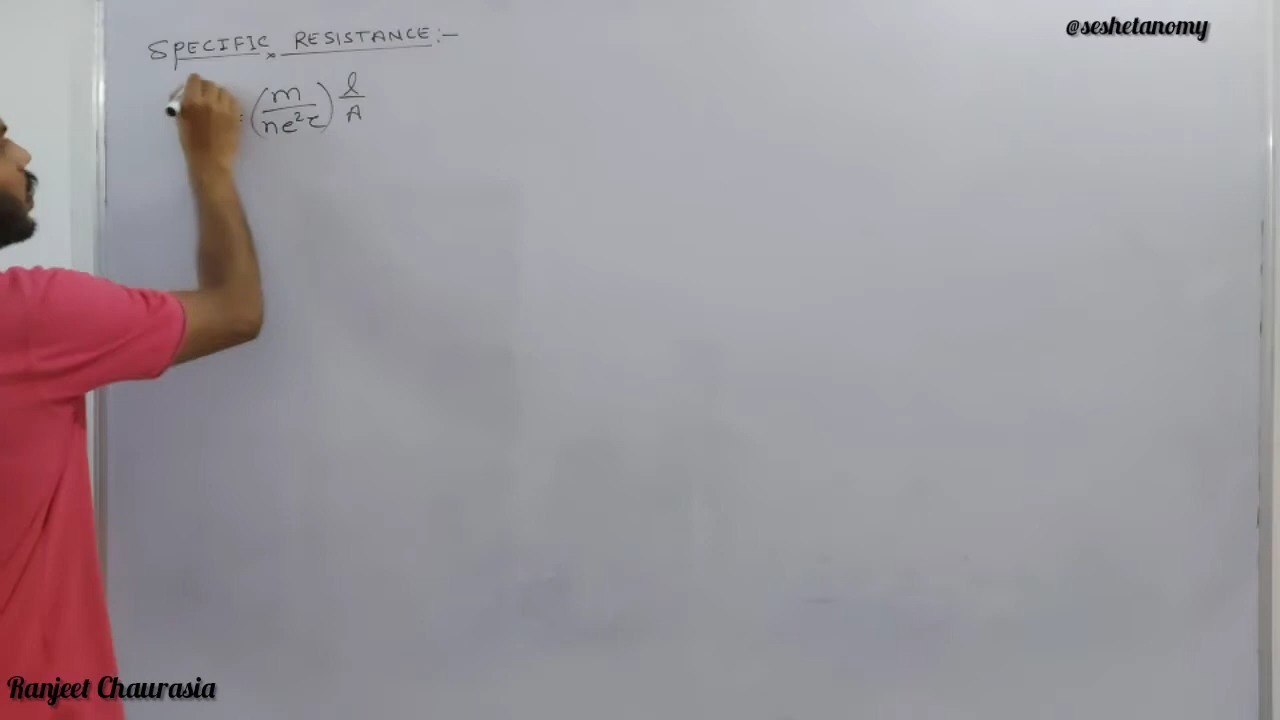 @seshetanomy
SPECIFIC RESISTANCE:-
= (m/ne²τ) l/A
Ranjeet Chaurasia